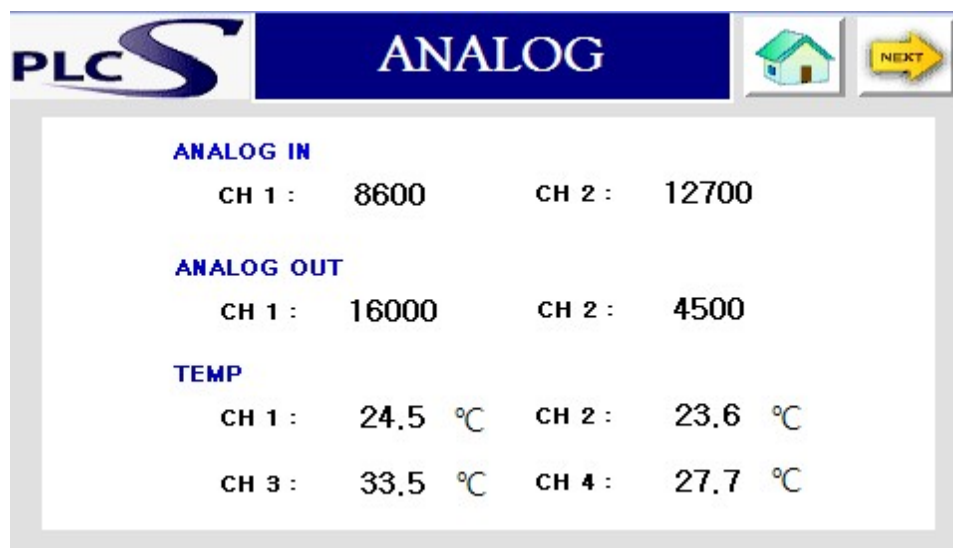 PLCS
ANALOG
NEXT
ANALOG IN
CH 1 : 8600 CH 2 : 12700
ANALOG OUT
CH 1 : 16000 CH 2 : 4500
TEMP
CH 1 : 24.5 ℃ CH 2 : 23.6 ℃
CH 3 : 33.5 ℃ CH 4 : 27.7 ℃